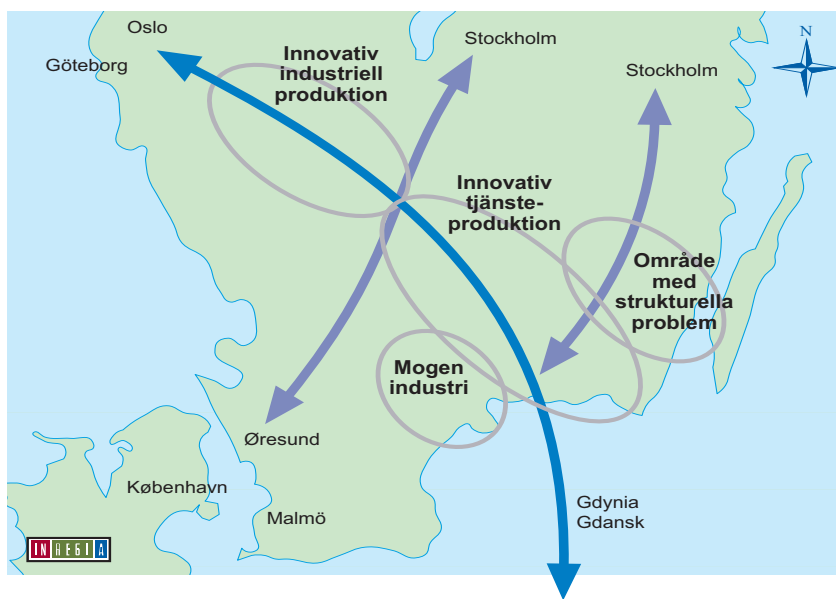 Oslo
Göteborg
Innovativ
industriell
produktion
Stockholm
Stockholm
N
Innovativ
tjänste-
produktion
Område
med
strukturella
problem
Mogen
industri
Øresund
København
Malmö
Gdynia
Gdansk
INREGIA